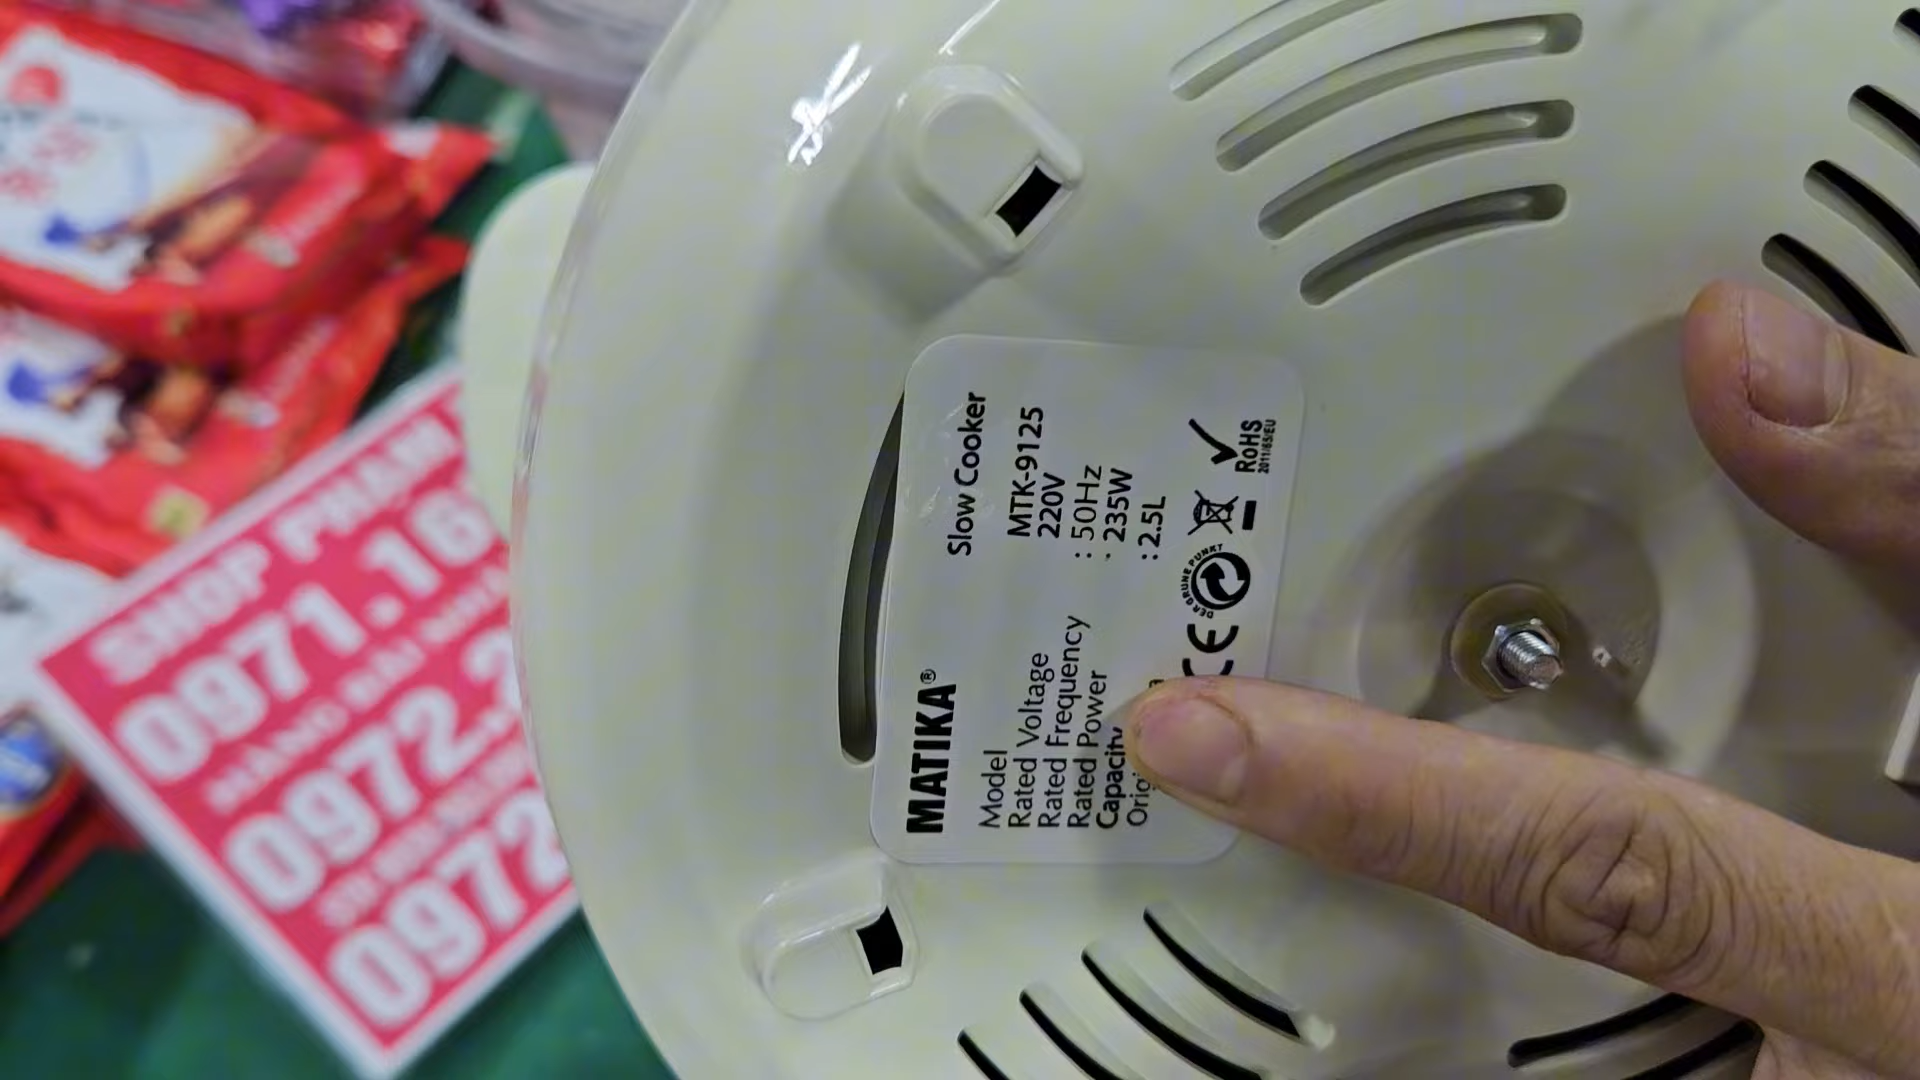 MATIKA®
Slow Cooker
Model MTK-9125
Rated Voltage 220V
Rated Frequency : 50Hz
Rated Power : 235W
Capacity : 2.5L
CE
DER GRÜNE PUNKT
RoHS
2011/65/EU
SHOP PHAM
0971.16
0972.
0972